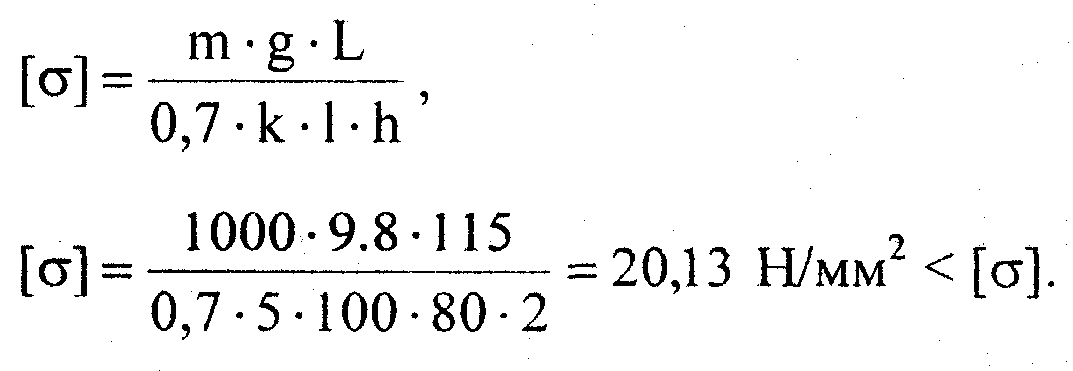 [σ] = m · g · L / 0,7 · k · l · h ,
[σ] = 1000 · 9.8 · 115 / 0,7 · 5 · 100 · 80 · 2 = 20,13 Н/мм² < [σ].